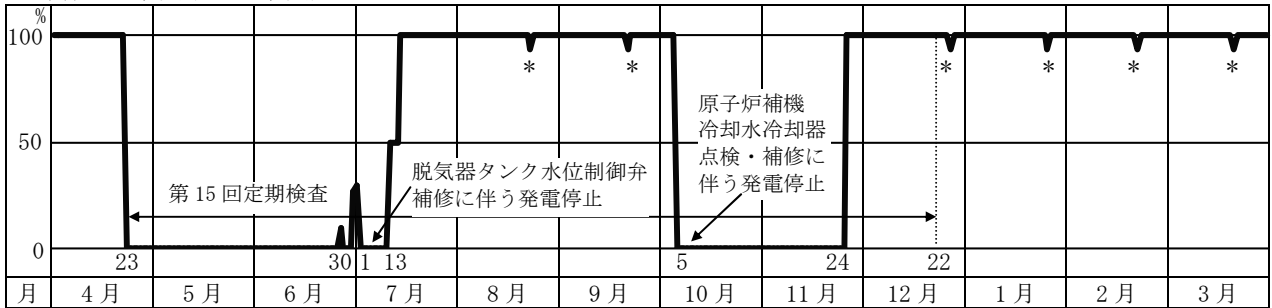 %
100
50
0
* * * * * *
原子炉補機
冷却水冷却器
点検・補修に
伴う発電停止
脱気器タンク水位制御弁
補修に伴う発電停止
第15回定期検査
23 30 1 13 5 24 22
月 4月 5月 6月 7月 8月 9月 10月 11月 12月 1月 2月 3月